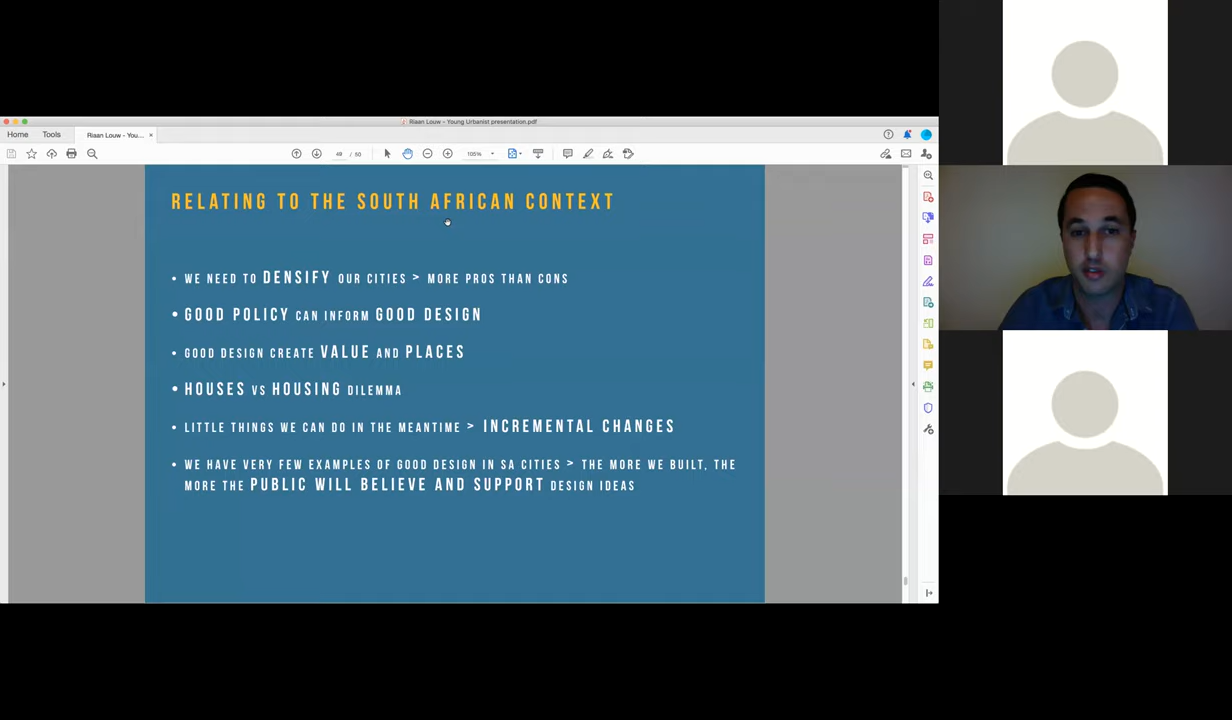 Riaan Louw - Young Urbanist presentation.pdf
Home Tools Riaan Louw - You... ×
49 / 50 105%
RELATING TO THE SOUTH AFRICAN CONTEXT
• WE NEED TO DENSIFY OUR CITIES > MORE PROS THAN CONS
• GOOD POLICY CAN INFORM GOOD DESIGN
• GOOD DESIGN CREATE VALUE AND PLACES
• HOUSES VS HOUSING DILEMMA
• LITTLE THINGS WE CAN DO IN THE MEANTIME > INCREMENTAL CHANGES
• WE HAVE VERY FEW EXAMPLES OF GOOD DESIGN IN SA CITIES > THE MORE WE BUILT, THE
MORE THE PUBLIC WILL BELIEVE AND SUPPORT DESIGN IDEAS